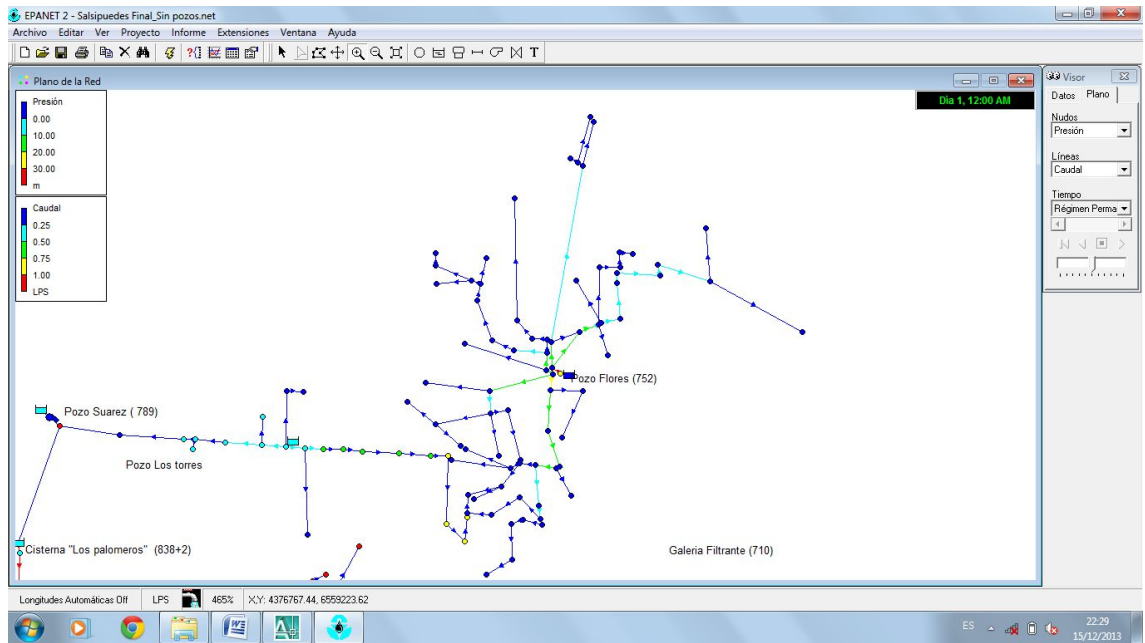 EPANET 2 - Salsipuedes Final_Sin pozos.net
Archivo Editar Ver Proyecto Informe Extensiones Ventana Ayuda
T
Plano de la Red
Día 1, 12:00 AM
Presión
0.00
10.00
20.00
30.00
m
Caudal
0.25
0.50
0.75
1.00
LPS
Visor
Datos Plano
Nudos
Presión
Líneas
Caudal
Tiempo
Régimen Perma
Pozo Flores (752)
Pozo Suarez ( 789)
Pozo Los torres
Cisterna "Los palomeros" (838+2)
Galeria Filtrante (710)
Longitudes Automáticas Off LPS 465% X,Y: 4376767.44, 6559223.62
ES 22:29
15/12/2013